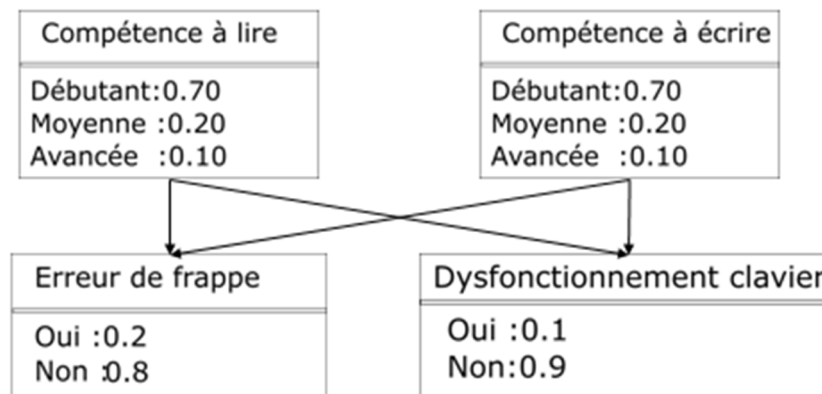 Compétence à lire
Débutant:0.70
Moyenne :0.20
Avancée :0.10
Compétence à écrire
Débutant:0.70
Moyenne :0.20
Avancée :0.10
Erreur de frappe
Oui :0.2
Non :0.8
Dysfonctionnement clavier
Oui :0.1
Non:0.9